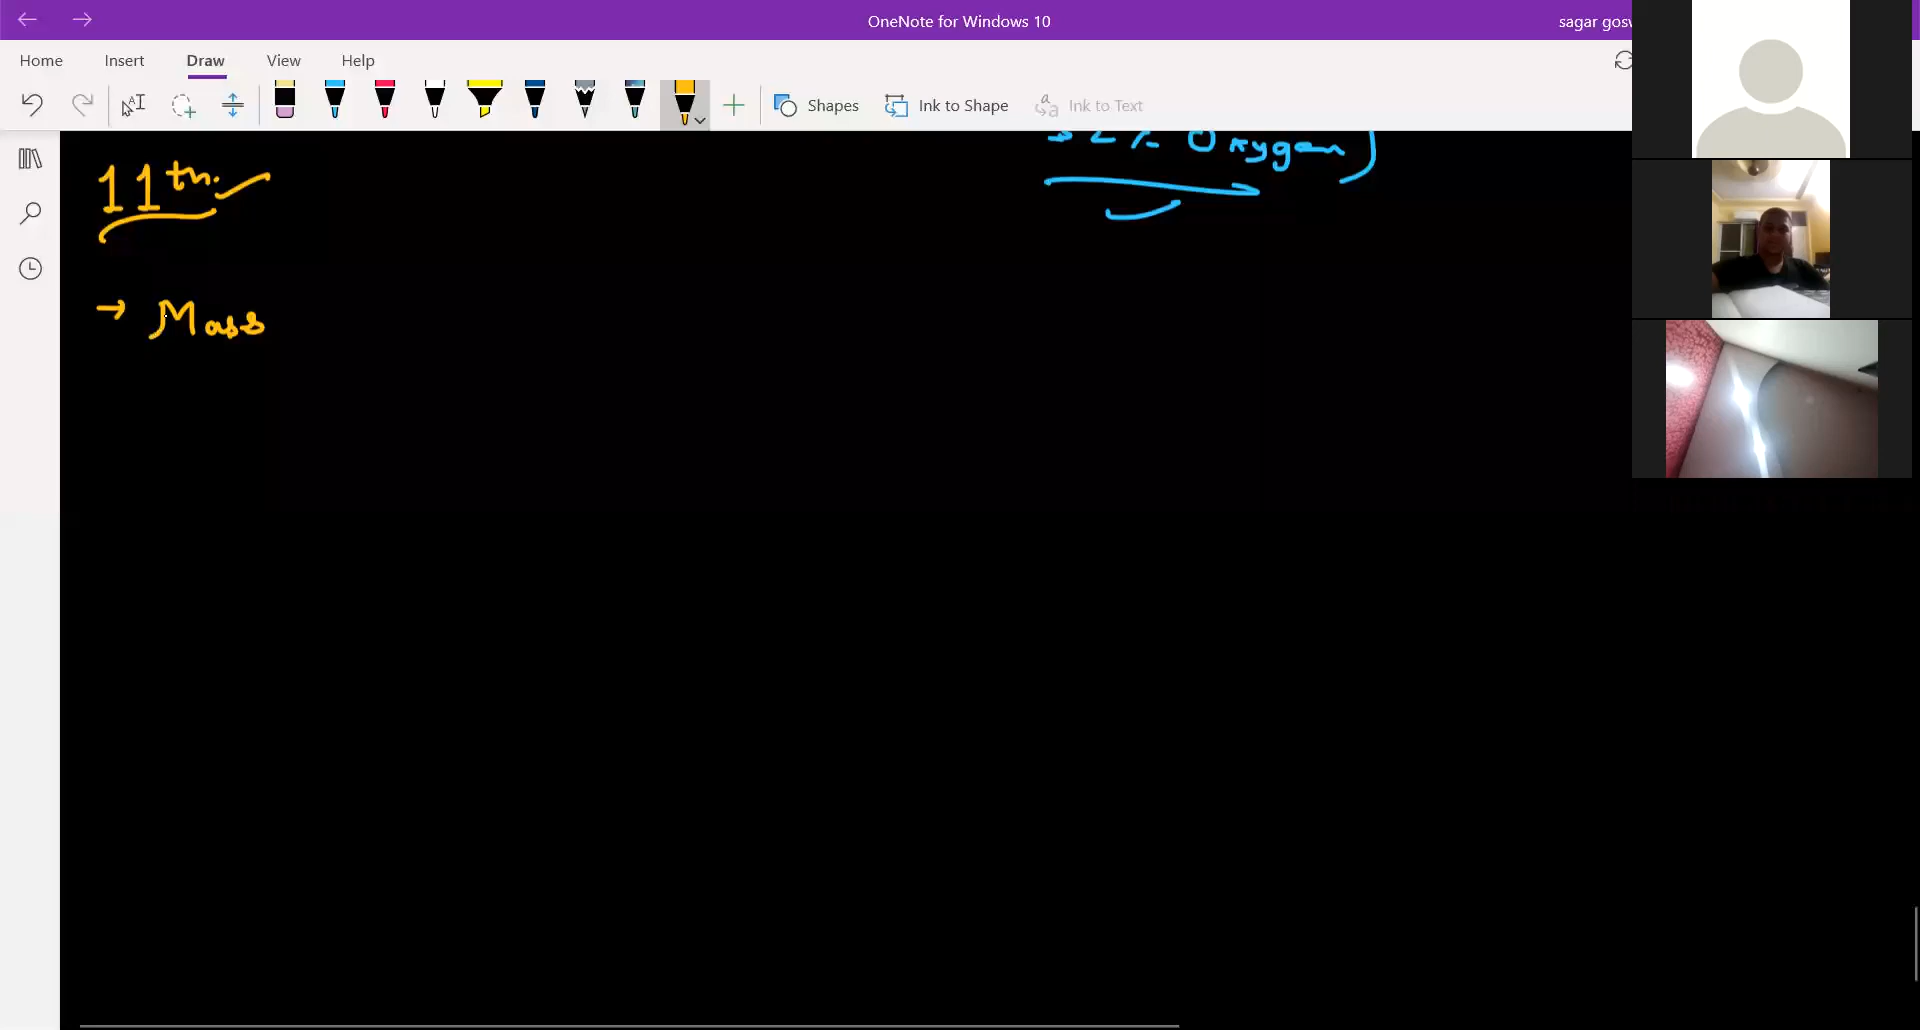 OneNote for Windows 10
sagar gosw
Home Insert Draw View Help
Shapes Ink to Shape Ink to Text
Oxygen)
11th.
→ Mass